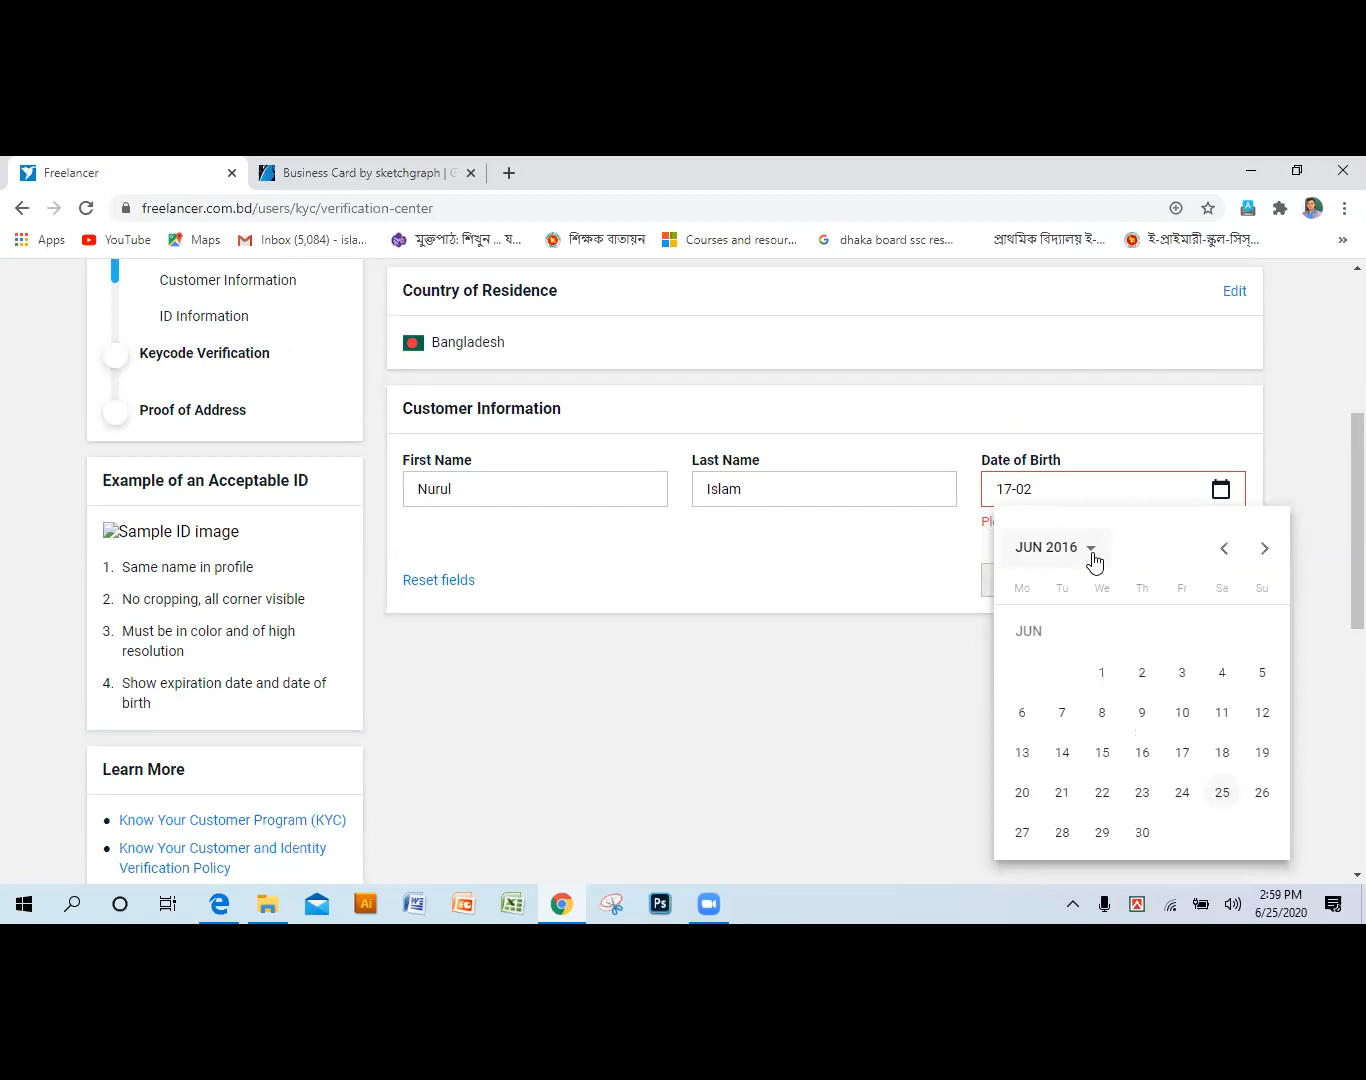 Freelancer
Business Card by sketchgraph | G
freelancer.com.bd/users/kyc/verification-center
Apps
YouTube
Maps
Inbox (5,084) - isla...
মুক্তপাঠ: শিখুন ... য...
শিক্ষক বাতায়ন
Courses and resour...
dhaka board ssc res...
প্রাথমিক বিদ্যালয় ই-...
ই-প্রাইমারী-স্কুল-সিস্...
»
Customer Information
ID Information
Keycode Verification
Proof of Address
Example of an Acceptable ID
Sample ID image
1. Same name in profile
2. No cropping, all corner visible
3. Must be in color and of high
resolution
4. Show expiration date and date of
birth
Learn More
Know Your Customer Program (KYC)
Know Your Customer and Identity
Verification Policy
Country of Residence
Edit
Bangladesh
Customer Information
First Name
Last Name
Date of Birth
Nurul
Islam
17-02
Reset fields
JUN 2016
Mo Tu We Th Fr Sa Su
JUN
1 2 3 4 5
6 7 8 9 10 11 12
13 14 15 16 17 18 19
20 21 22 23 24 25 26
27 28 29 30
Ai
Ps
2:59 PM
6/25/2020